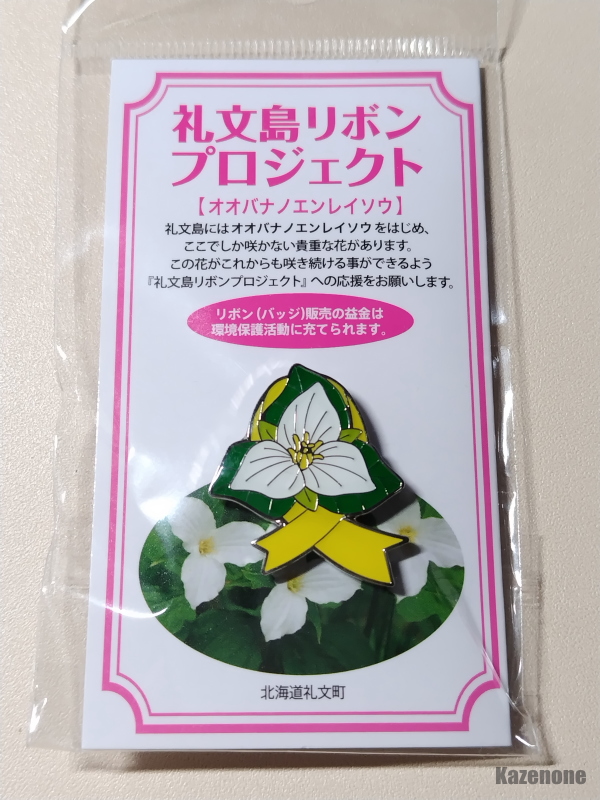 礼文島リボン
プロジェクト
【オオバナノエンレイソウ】
礼文島にはオオバナノエンレイソウをはじめ、
ここでしか咲かない貴重な花があります。
この花がこれからも咲き続ける事ができるよう
『礼文島リボンプロジェクト』への応援をお願いします。
リボン（バッジ）販売の益金は
環境保護活動に充てられます。
北海道礼文町
Kazenone